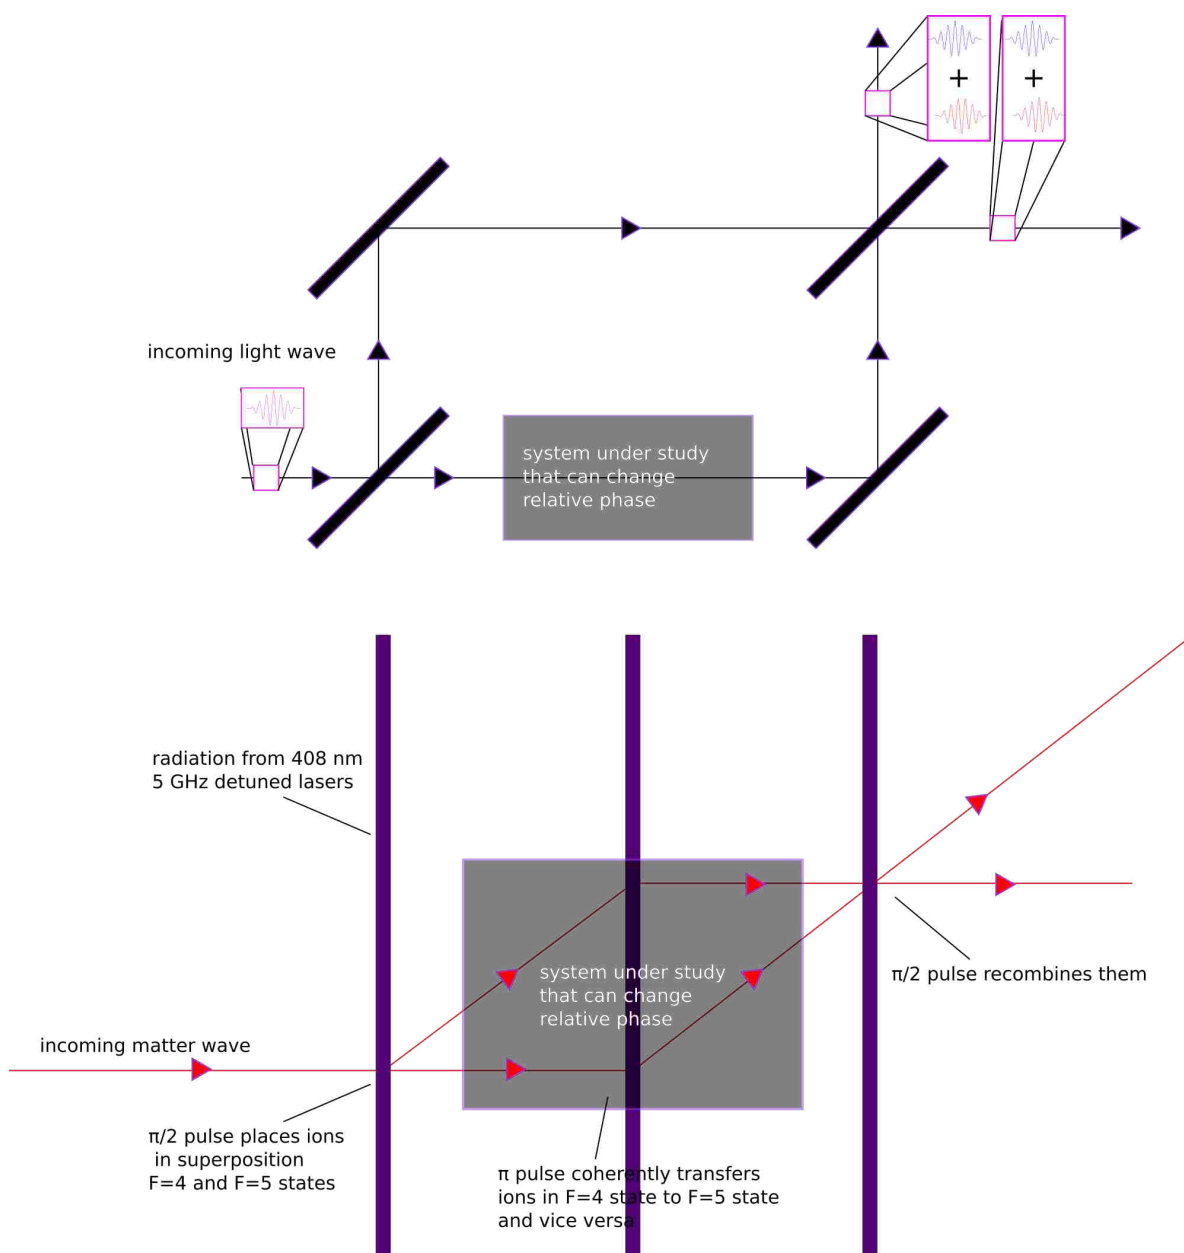 +
+
incoming light wave
system under study
that can change
relative phase
radiation from 408 nm
5 GHz detuned lasers
system under study
that can change
relative phase
π/2 pulse recombines them
incoming matter wave
π/2 pulse places ions
in superposition
F=4 and F=5 states
π pulse coherently transfers
ions in F=4 state to F=5 state
and vice versa